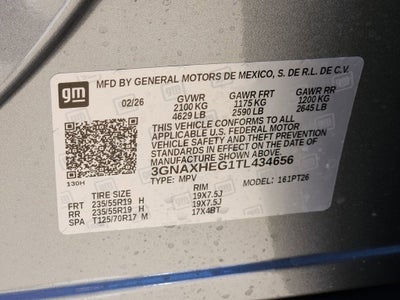 gm
MFD BY GENERAL MOTORS DE MEXICO, S. DE R.L. DE C.V.
02/26 GVWR GAWR FRT GAWR RR
2100 KG 1175 KG 1200 KG
4629 LB 2590 LB 2645 LB
THIS VEHICLE CONFORMS TO ALL
APPLICABLE U.S. FEDERAL MOTOR
VEHICLE SAFETY AND THEFT PREVENTION
STANDARDS IN EFFECT ON THE DATE OF
MANUFACTURE SHOWN ABOVE.
130H 3GNAXHEG1TL434656
TYPE: MPV MODEL: 161PT26
TIRE SIZE RIM
FRT 235/55R19 H 19X7.5J
RR 235/55R19 H 19X7.5J
SPA T125/70R17 M 17X4BT